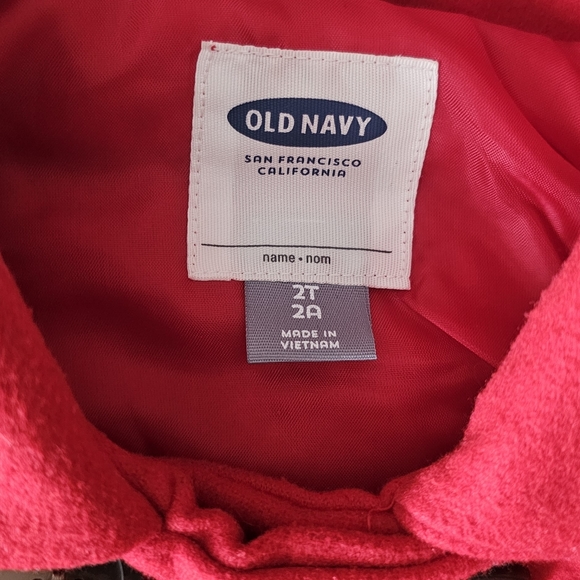 OLD NAVY
SAN FRANCISCO
CALIFORNIA
name • nom
2T
2A
MADE IN
VIETNAM